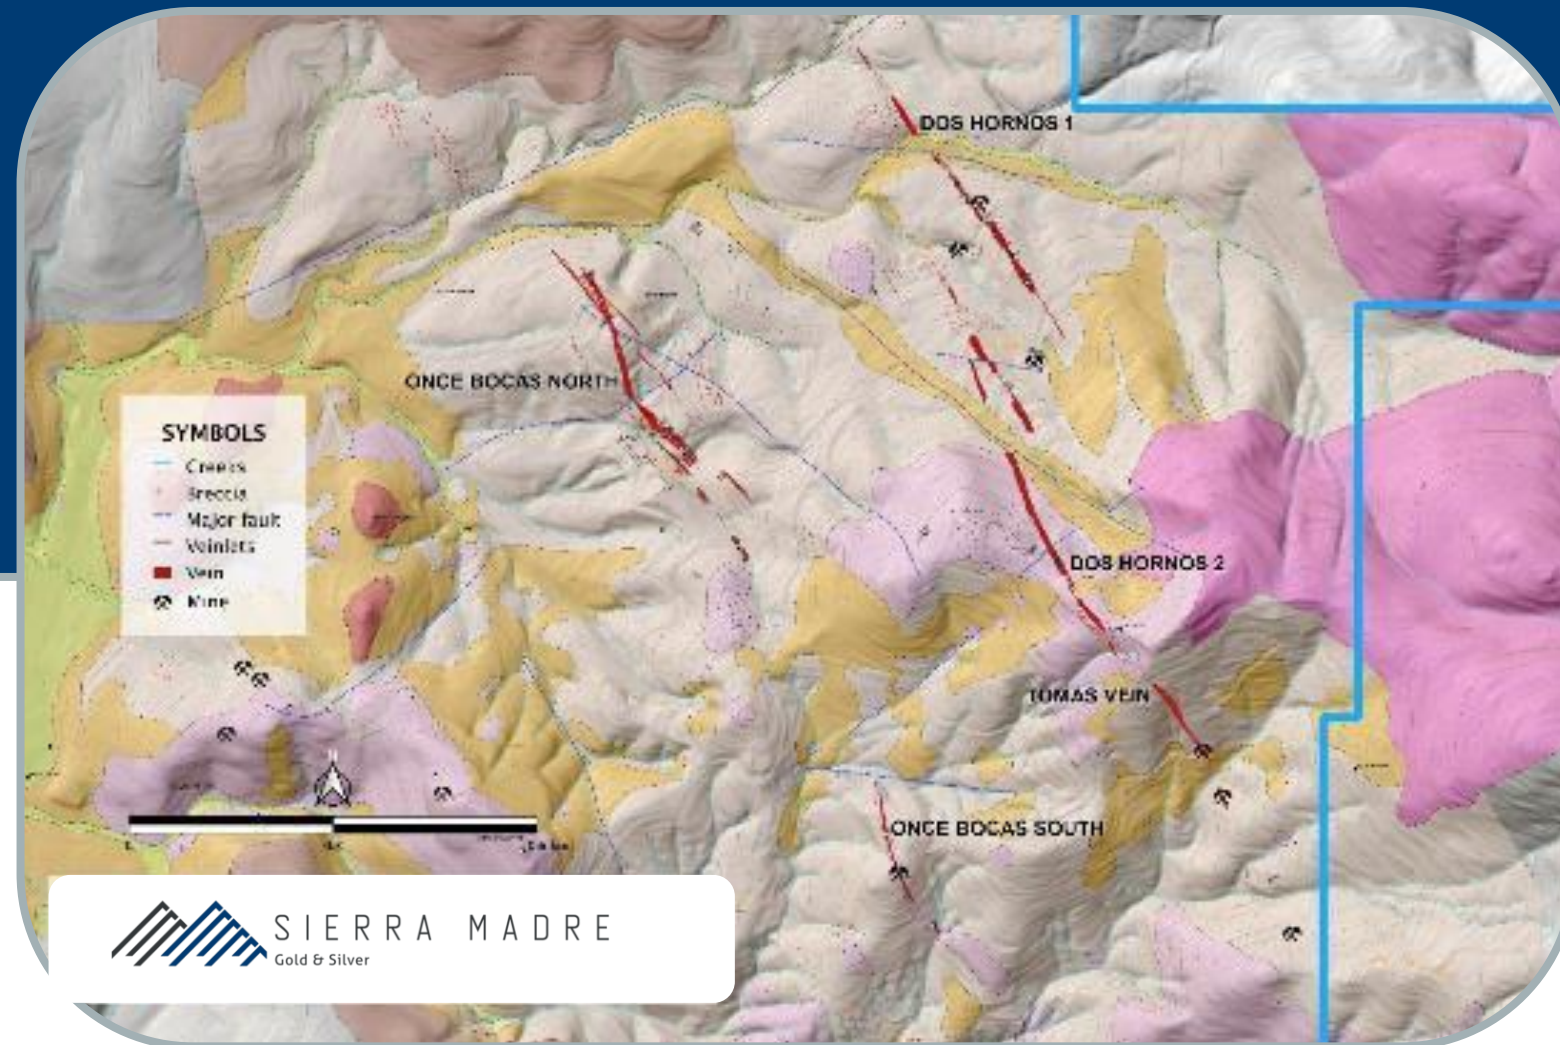 DOS HORNOS 1
ONCE BOCAS NORTH
SYMBOLS
Creeks
Breccia
Major fault
Veinlets
Vein
Mine
DOS HORNOS 2
TOMAS VEIN
N
ONCE BOCAS SOUTH
SIERRA MADRE
Gold & Silver